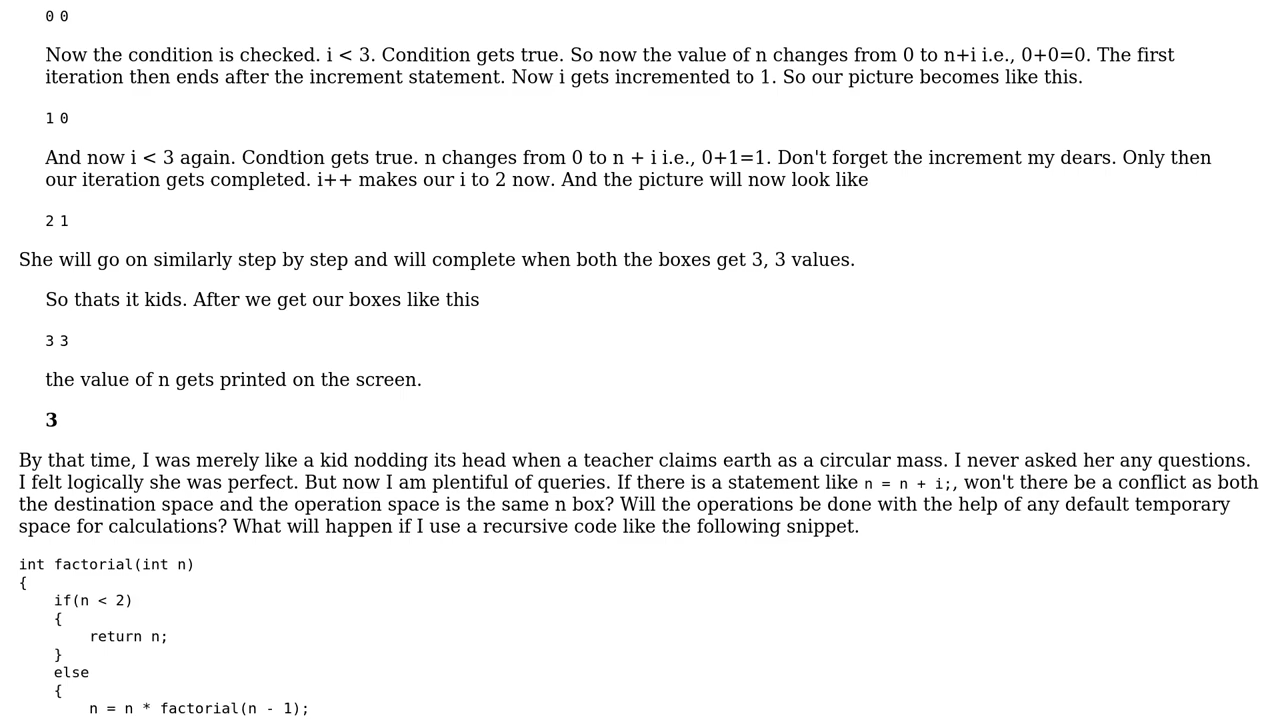 0 0
Now the condition is checked. i < 3. Condition gets true. So now the value of n changes from 0 to n+i i.e., 0+0=0. The first
iteration then ends after the increment statement. Now i gets incremented to 1. So our picture becomes like this.
1 0
And now i < 3 again. Condtion gets true. n changes from 0 to n + i i.e., 0+1=1. Don't forget the increment my dears. Only then
our iteration gets completed. i++ makes our i to 2 now. And the picture will now look like
2 1
She will go on similarly step by step and will complete when both the boxes get 3, 3 values.
So thats it kids. After we get our boxes like this
3 3
the value of n gets printed on the screen.
3
By that time, I was merely like a kid nodding its head when a teacher claims earth as a circular mass. I never asked her any questions.
I felt logically she was perfect. But now I am plentiful of queries. If there is a statement like n = n + i;, won't there be a conflict as both
the destination space and the operation space is the same n box? Will the operations be done with the help of any default temporary
space for calculations? What will happen if I use a recursive code like the following snippet.
int factorial(int n)
{
    if(n < 2)
    {
        return n;
    }
    else
    {
        n = n * factorial(n - 1);